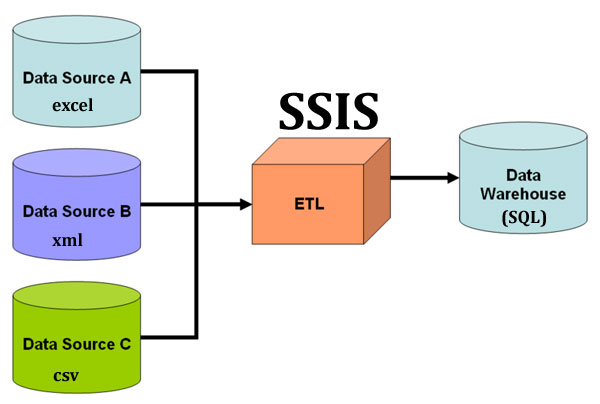 Data Source A
excel
Data Source B
xml
Data Source C
csv
SSIS
ETL
Data
Warehouse
(SQL)